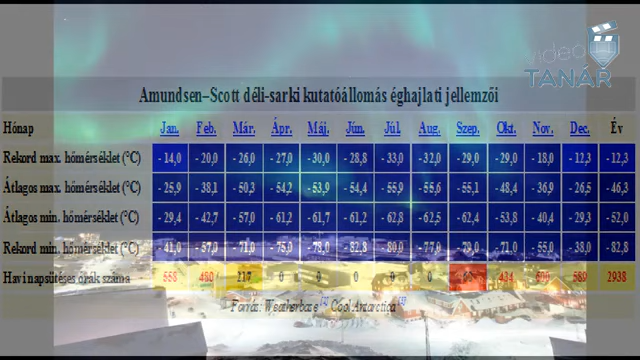 video
TANÁR
Amundsen–Scott déli-sarki kutatóállomás éghajlati jellemzői
Hónap Jan. Feb. Már. Ápr. Máj. Jún. Júl. Aug. Szep. Okt. Nov. Dec. Év
Rekord max. hőmérséklet (°C) - 14,0 - 20,0 - 26,0 - 27,0 - 30,0 - 28,8 - 33,0 - 32,0 - 29,0 - 29,0 - 18,0 - 12,3 - 12,3
Átlagos max. hőmérséklet (°C) - 25,9 - 38,1 - 50,3 - 54,2 - 53,9 - 54,4 - 55,9 - 55,6 - 55,1 - 48,4 - 36,9 - 26,5 - 46,3
Átlagos min. hőmérséklet (°C) - 29,4 - 42,7 - 57,0 - 61,2 - 61,7 - 61,2 - 62,8 - 62,5 - 62,4 - 53,8 - 40,4 - 29,3 - 52,0
Rekord min. hőmérséklet (°C) - 41,0 - 57,0 - 71,0 - 75,0 - 78,0 - 82,8 - 80,0 - 77,0 - 79,0 - 71,0 - 55,0 - 38,0 - 82,8
Havi napsütéses órák száma 558 480 217 0 0 0 0 0 434 600 589 2938
Forrás: Weatherbase Cool Antarctica